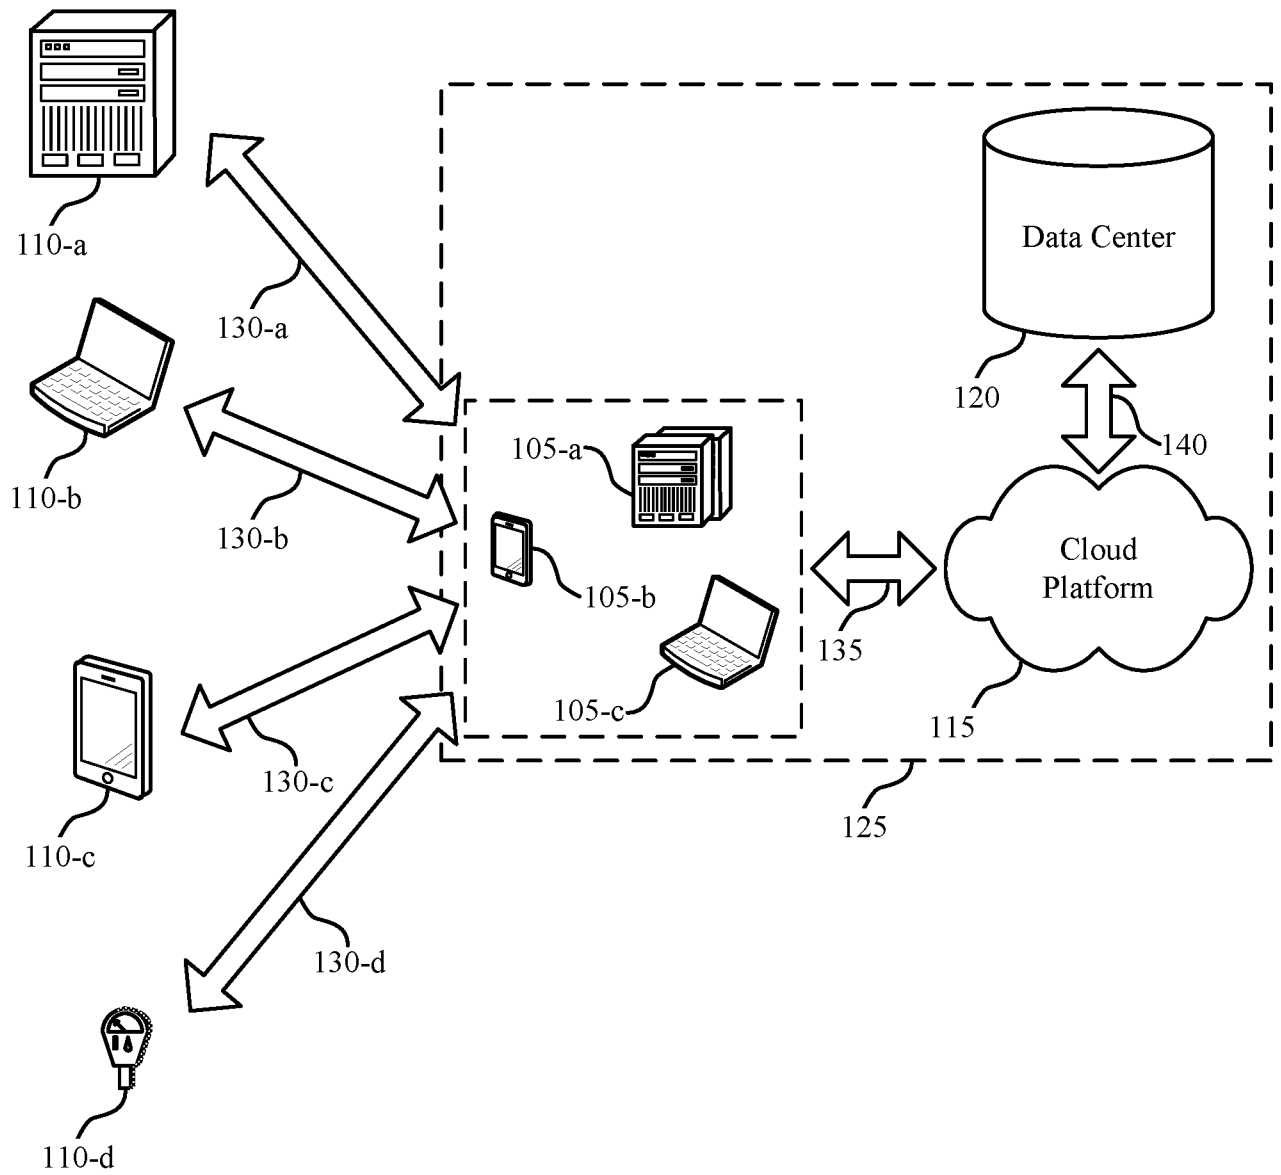 110-a
Data Center
130-a
120
140
105-a
110-b
130-b
Cloud
Platform
105-b
135
105-c
115
130-c
125
110-c
130-d
110-d